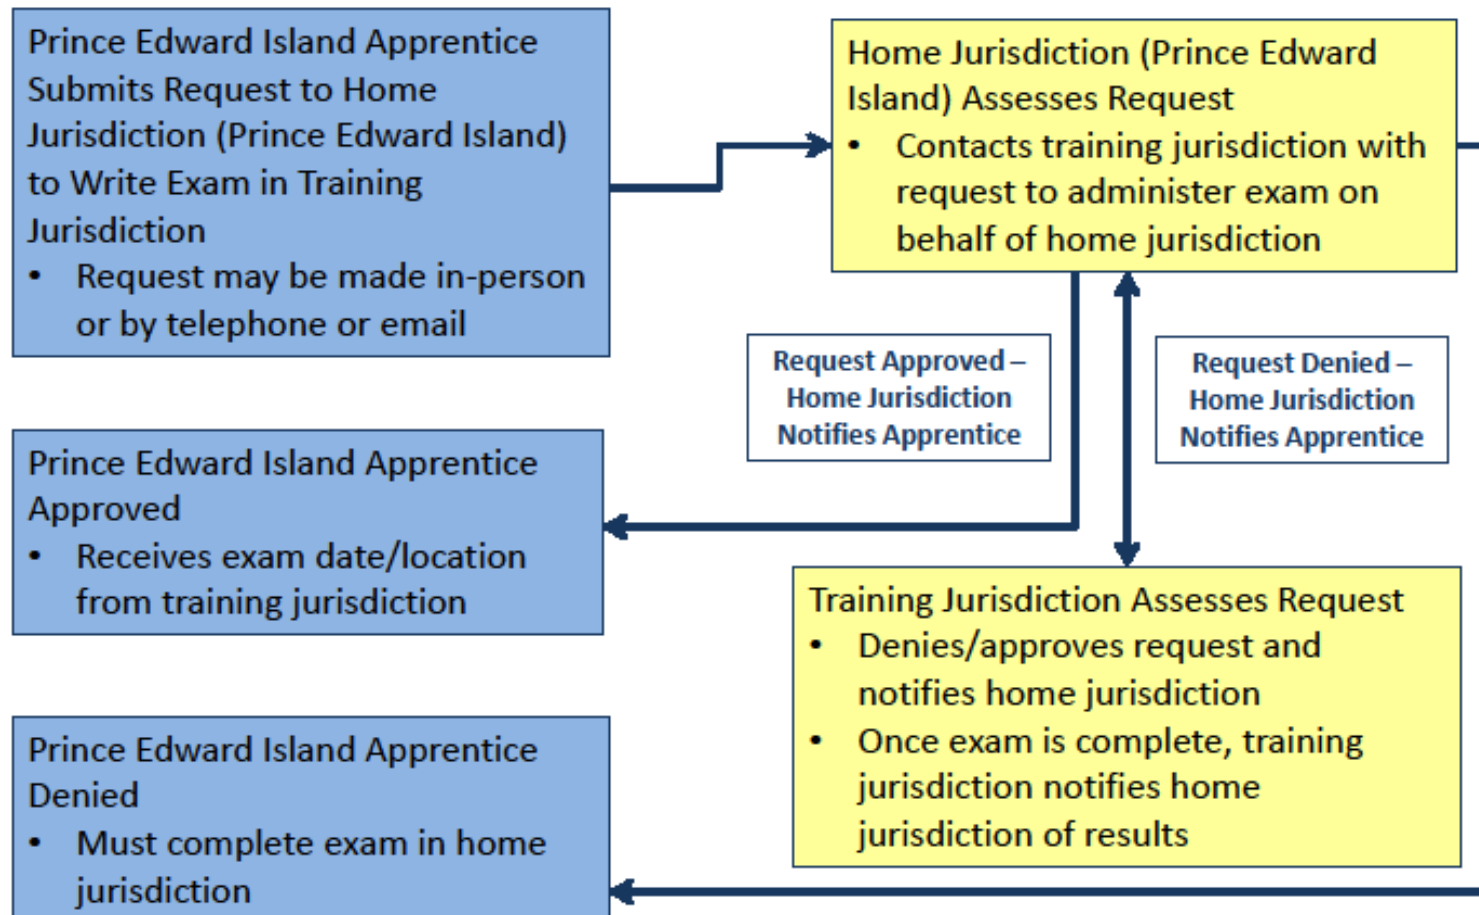 Prince Edward Island Apprentice
Submits Request to Home
Jurisdiction (Prince Edward Island)
to Write Exam in Training
Jurisdiction
• Request may be made in-person
or by telephone or email
Home Jurisdiction (Prince Edward
Island) Assesses Request
• Contacts training jurisdiction with
request to administer exam on
behalf of home jurisdiction
Request Approved –
Home Jurisdiction
Notifies Apprentice
Request Denied –
Home Jurisdiction
Notifies Apprentice
Prince Edward Island Apprentice
Approved
• Receives exam date/location
from training jurisdiction
Training Jurisdiction Assesses Request
• Denies/approves request and
notifies home jurisdiction
• Once exam is complete, training
jurisdiction notifies home
jurisdiction of results
Prince Edward Island Apprentice
Denied
• Must complete exam in home
jurisdiction